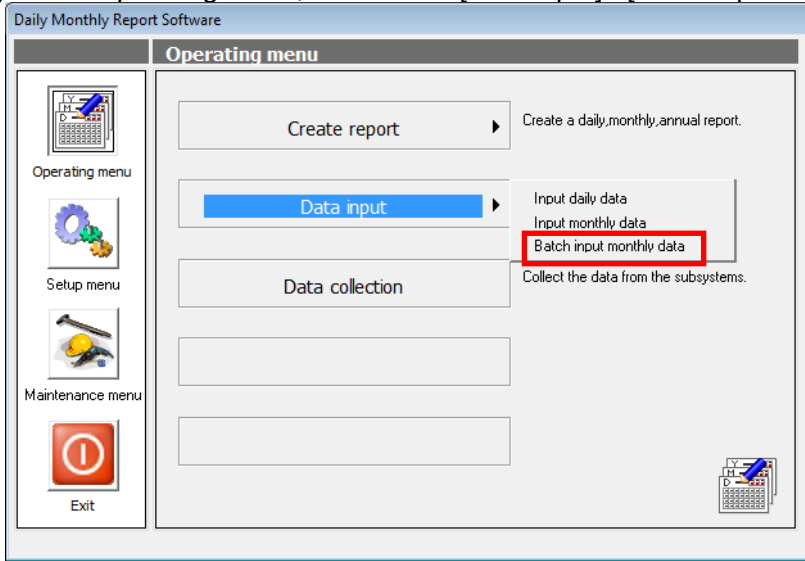 Daily Monthly Report Software
Operating menu
Operating menu
Setup menu
Maintenance menu
Exit
Create report
Create a daily,monthly,annual report.
Data input
Input daily data
Input monthly data
Batch input monthly data
Data collection
Collect the data from the subsystems.